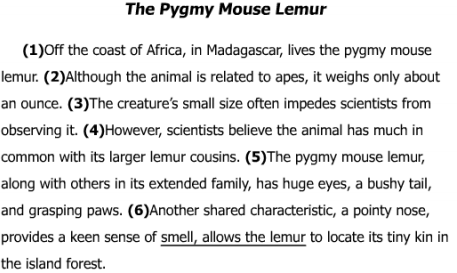 The Pygmy Mouse Lemur
(1)Off the coast of Africa, in Madagascar, lives the pygmy mouse
lemur. (2)Although the animal is related to apes, it weighs only about
an ounce. (3)The creature's small size often impedes scientists from
observing it. (4)However, scientists believe the animal has much in
common with its larger lemur cousins. (5)The pygmy mouse lemur,
along with others in its extended family, has huge eyes, a bushy tail,
and grasping paws. (6)Another shared characteristic, a pointy nose,
provides a keen sense of smell, allows the lemur to locate its tiny kin in
the island forest.